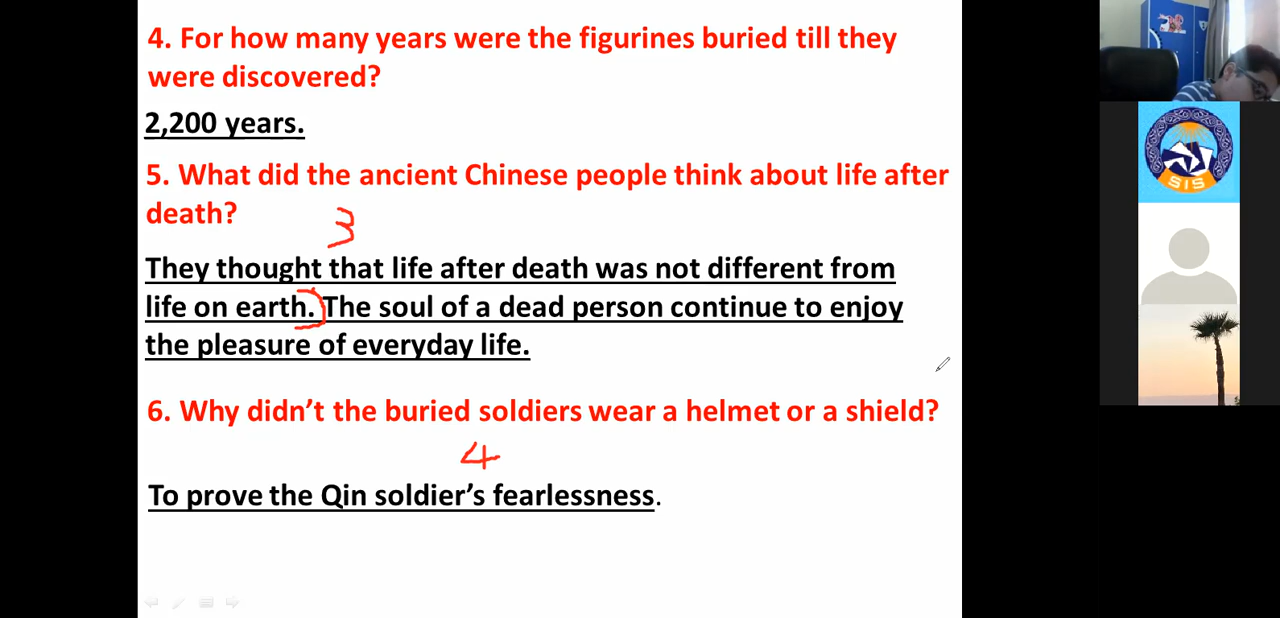 4. For how many years were the figurines buried till they
were discovered?
2,200 years.
5. What did the ancient Chinese people think about life after
death?
3
They thought that life after death was not different from
life on earth. The soul of a dead person continue to enjoy
the pleasure of everyday life.
6. Why didn’t the buried soldiers wear a helmet or a shield?
4
To prove the Qin soldier’s fearlessness.
SIS